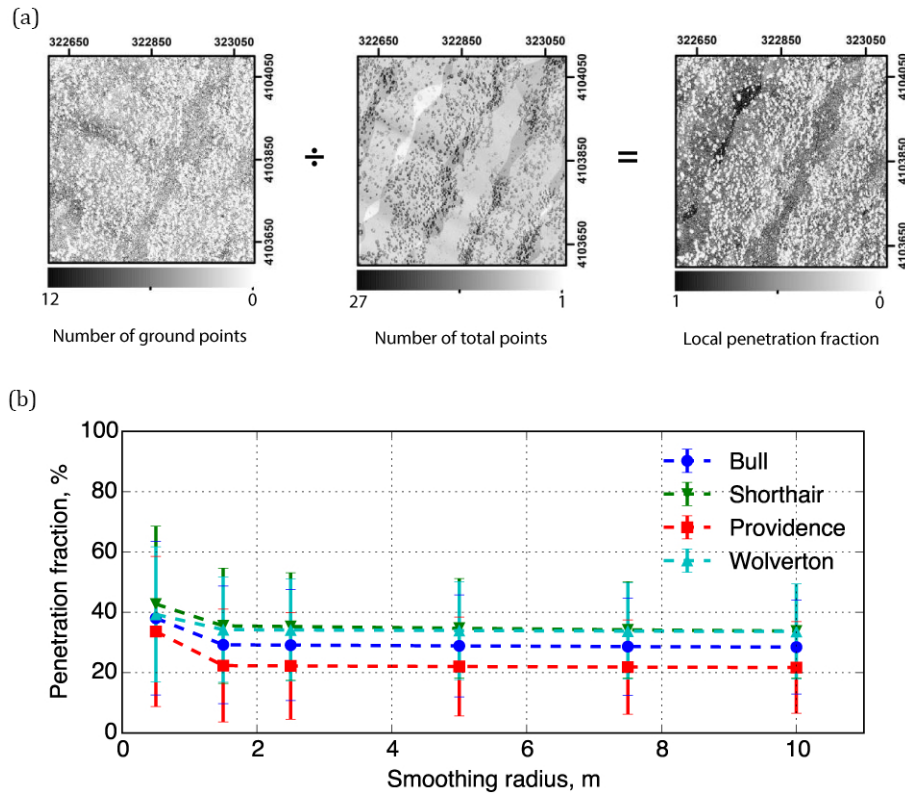 (a)
322650 322850 323050
322650 322850 323050
322650 322850 323050
4104050
4103850
4103650
÷
4104050
4103850
4103650
=
4104050
4103850
4103650
12 0
27 1
1 0
Number of ground points
Number of total points
Local penetration fraction
(b)
Penetration fraction, %
100
80
60
40
20
0
Bull
Shorthair
Providence
Wolverton
0 2 4 6 8 10
Smoothing radius, m